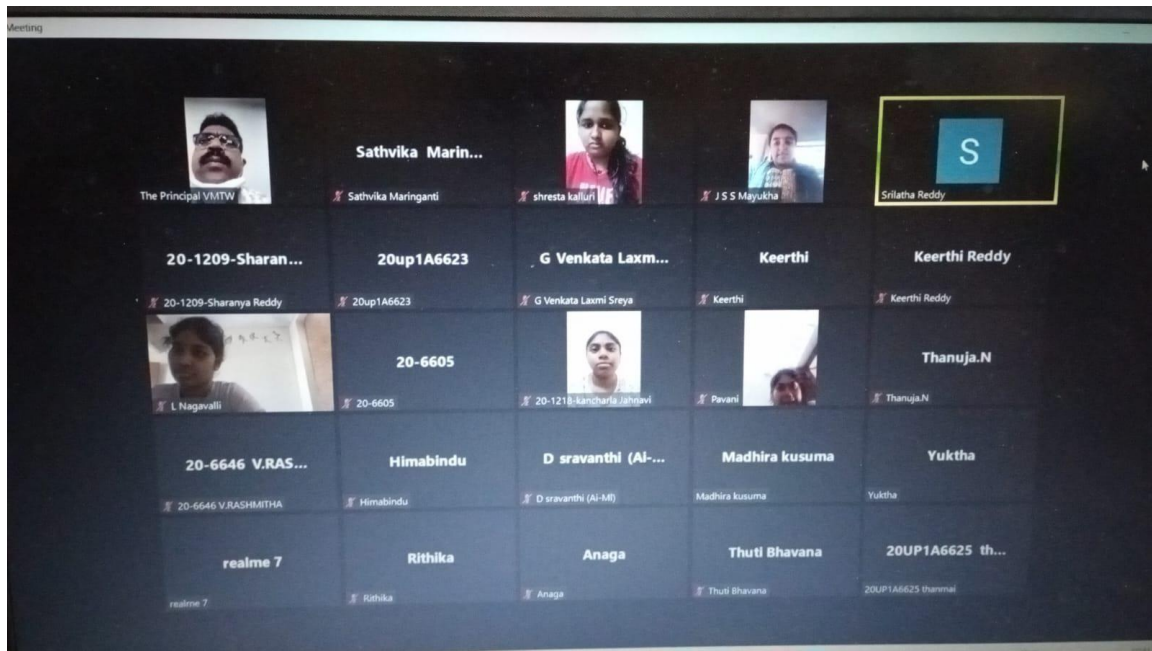 Meeting
The Principal VMTW
Sathvika Marin...
Sathvika Maringanti
shresta kalluri
J S S Mayukha
S
Srilatha Reddy
20-1209-Sharan...
20-1209-Sharanya Reddy
20up1A6623
20up1A6623
G Venkata Laxm...
G Venkata Laxmi Sreya
Keerthi
Keerthi
Keerthi Reddy
Keerthi Reddy
L Nagavalli
20-6605
20-6605
20-1218-kancharla Jahnavi
Pavani
Thanuja.N
Thanuja.N
20-6646 V.RAS...
20-6646 V.RASHMITHA
Himabindu
Himabindu
D sravanthi (Ai-...
D sravanthi (Ai-Ml)
Madhira kusuma
Madhira kusuma
Yuktha
Yuktha
realme 7
realme 7
Rithika
Rithika
Anaga
Anaga
Thuti Bhavana
Thuti Bhavana
20UP1A6625 th...
20UP1A6625 thanmai